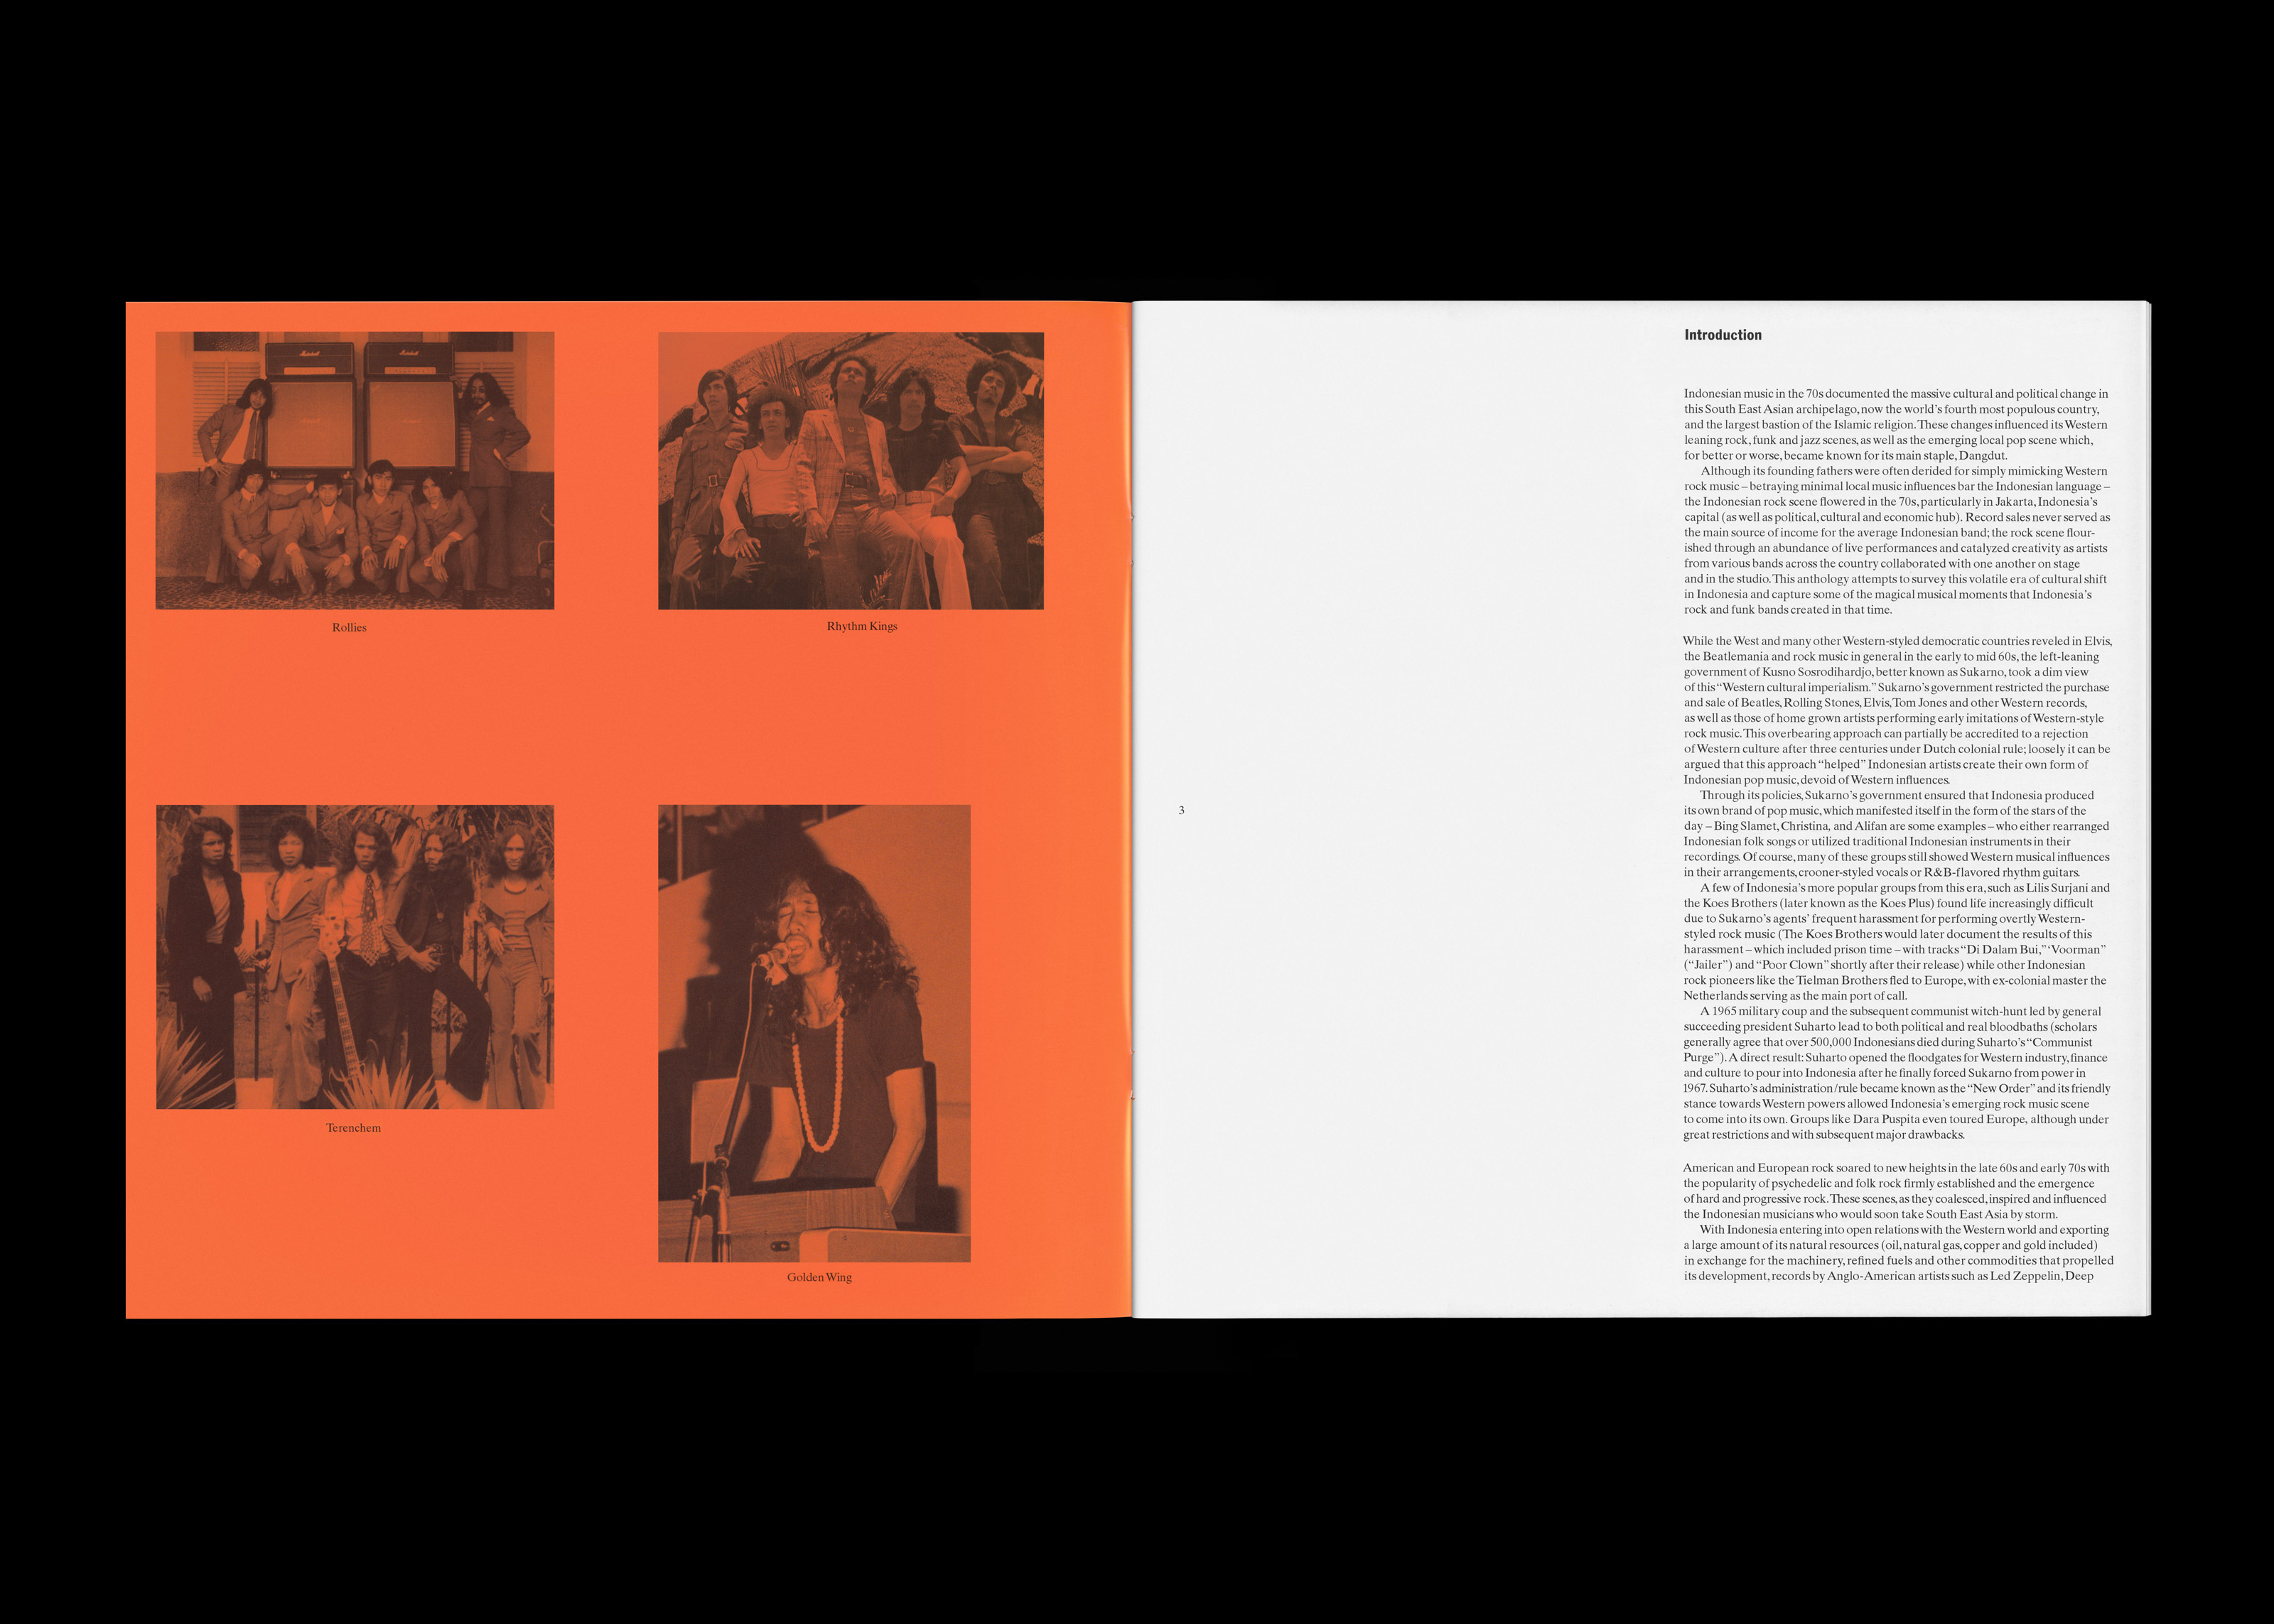 Marshall
Marshall
Rollies
Rhythm Kings
Terenchem
Golden Wing
3
Introduction
Indonesian music in the 70s documented the massive cultural and political change in
this South East Asian archipelago, now the world's fourth most populous country,
and the largest bastion of the Islamic religion. These changes influenced its Western
leaning rock, funk and jazz scenes, as well as the emerging local pop scene which,
for better or worse, became known for its main staple, Dangdut.
Although its founding fathers were often derided for simply mimicking Western
rock music – betraying minimal local music influences bar the Indonesian language –
the Indonesian rock scene flowered in the 70s, particularly in Jakarta, Indonesia's
capital (as well as political, cultural and economic hub). Record sales never served as
the main source of income for the average Indonesian band; the rock scene flour-
ished through an abundance of live performances and catalyzed creativity as artists
from various bands across the country collaborated with one another on stage
and in the studio. This anthology attempts to survey this volatile era of cultural shift
in Indonesia and capture some of the magical musical moments that Indonesia's
rock and funk bands created in that time.
While the West and many other Western-styled democratic countries reveled in Elvis,
the Beatlemania and rock music in general in the early to mid 60s, the left-leaning
government of Kusno Sosrodihardjo, better known as Sukarno, took a dim view
of this "Western cultural imperialism." Sukarno's government restricted the purchase
and sale of Beatles, Rolling Stones, Elvis, Tom Jones and other Western records,
as well as those of home grown artists performing early imitations of Western-style
rock music. This overbearing approach can partially be accredited to a rejection
of Western culture after three centuries under Dutch colonial rule; loosely it can be
argued that this approach "helped" Indonesian artists create their own form of
Indonesian pop music, devoid of Western influences.
Through its policies, Sukarno's government ensured that Indonesia produced
its own brand of pop music, which manifested itself in the form of the stars of the
day – Bing Slamet, Christina, and Alifan are some examples – who either rearranged
Indonesian folk songs or utilized traditional Indonesian instruments in their
recordings. Of course, many of these groups still showed Western musical influences
in their arrangements, crooner-styled vocals or R&B-flavored rhythm guitars.
A few of Indonesia's more popular groups from this era, such as Lilis Surjani and
the Koes Brothers (later known as the Koes Plus) found life increasingly difficult
due to Sukarno's agents' frequent harassment for performing overtly Western-
styled rock music (The Koes Brothers would later document the results of this
harassment – which included prison time – with tracks "Di Dalam Bui," 'Voorman"
("Jailer") and "Poor Clown" shortly after their release) while other Indonesian
rock pioneers like the Tielman Brothers fled to Europe, with ex-colonial master the
Netherlands serving as the main port of call.
A 1965 military coup and the subsequent communist witch-hunt led by general
succeeding president Suharto lead to both political and real bloodbaths (scholars
generally agree that over 500,000 Indonesians died during Suharto's "Communist
Purge"). A direct result: Suharto opened the floodgates for Western industry, finance
and culture to pour into Indonesia after he finally forced Sukarno from power in
1967. Suharto's administration/rule became known as the "New Order" and its friendly
stance towards Western powers allowed Indonesia's emerging rock music scene
to come into its own. Groups like Dara Puspita even toured Europe, although under
great restrictions and with subsequent major drawbacks.
American and European rock soared to new heights in the late 60s and early 70s with
the popularity of psychedelic and folk rock firmly established and the emergence
of hard and progressive rock. These scenes, as they coalesced, inspired and influenced
the Indonesian musicians who would soon take South East Asia by storm.
With Indonesia entering into open relations with the Western world and exporting
a large amount of its natural resources (oil, natural gas, copper and gold included)
in exchange for the machinery, refined fuels and other commodities that propelled
its development, records by Anglo-American artists such as Led Zeppelin, Deep